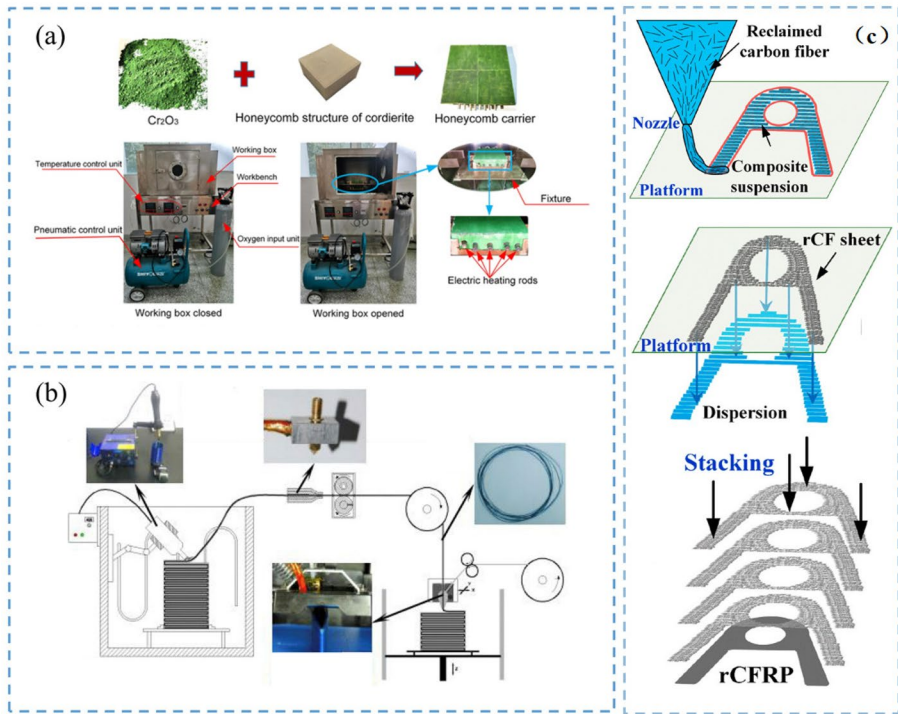 (a)
Cr₂O₃
Honeycomb structure of cordierite
Honeycomb carrier
Temperature control unit
Working box
Workbench
Fixture
Pneumatic control unit
Oxygen input unit
Electric heating rods
Working box closed
Working box opened
(b)
z
(c)
Reclaimed
carbon fiber
Nozzle
Composite
suspension
Platform
rCF sheet
Platform
Dispersion
Stacking
rCFRP